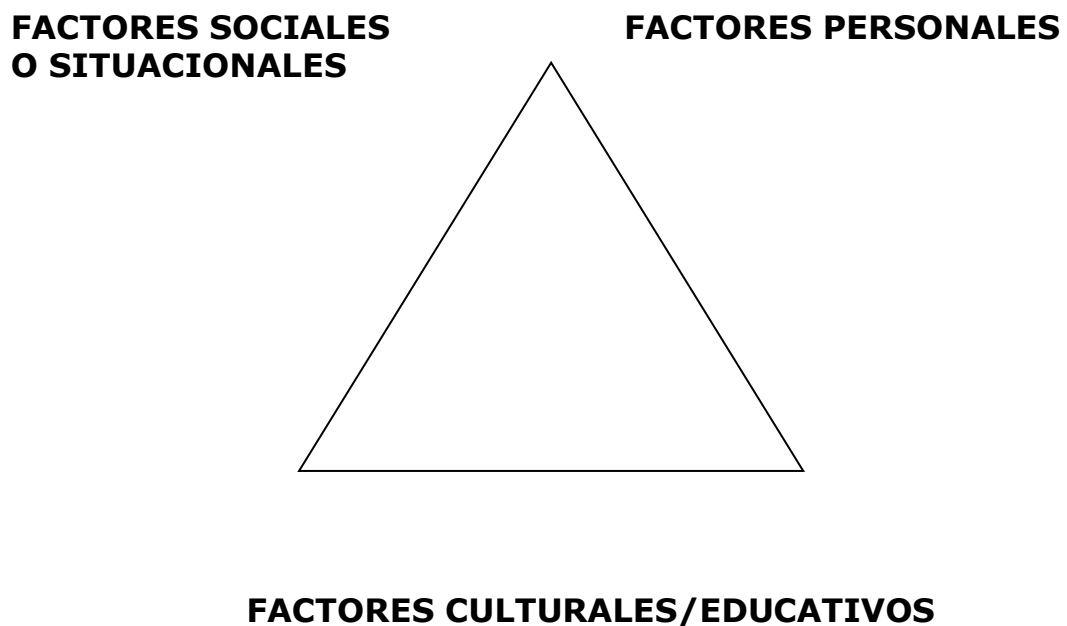 FACTORES SOCIALES
O SITUACIONALES
FACTORES PERSONALES
FACTORES CULTURALES/EDUCATIVOS